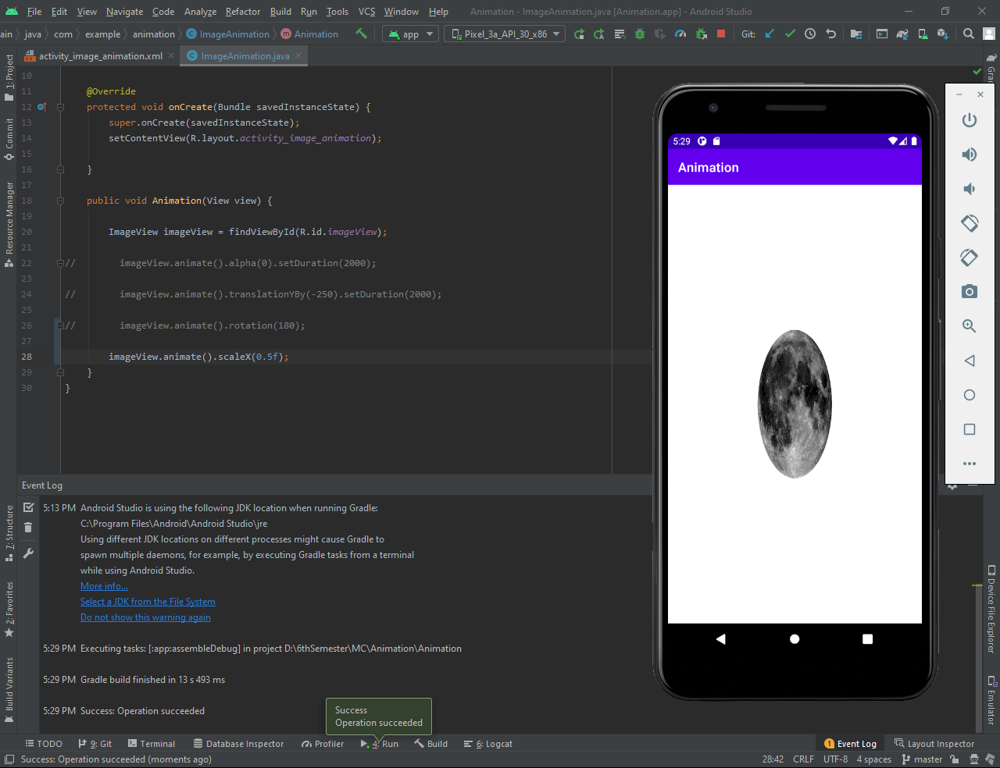 File Edit View Navigate Code Analyze Refactor Build Run Tools VCS Window Help Animation - ImageAnimation.java [Animation.app] - Android Studio
ain java com example animation ImageAnimation Animation app Pixel_3a_API_30_x86 Git:
activity_image_animation.xml ImageAnimation.java
10
11 @Override
12 protected void onCreate(Bundle savedInstanceState) {
13 super.onCreate(savedInstanceState);
14 setContentView(R.layout.activity_image_animation);
15
16 }
17
18 public void Animation(View view) {
19
20 ImageView imageView = findViewById(R.id.imageView);
21
22 // imageView.animate().alpha(0).setDuration(2000);
23
24 // imageView.animate().translationYBy(-250).setDuration(2000);
25
26 // imageView.animate().rotation(180);
27
28 imageView.animate().scaleX(0.5f);
29 }
30 }
5:29
Animation
1: Project
Commit
Resource Manager
7: Structure
2: Favorites
Build Variants
Device File Explorer
Emulator
Event Log
5:13 PM Android Studio is using the following JDK location when running Gradle:
C:\Program Files\Android\Android Studio\jre
Using different JDK locations on different processes might cause Gradle to
spawn multiple daemons, for example, by executing Gradle tasks from a terminal
while using Android Studio.
More info...
Select a JDK from the File System
Do not show this warning again
5:29 PM Executing tasks: [:app:assembleDebug] in project D:\6thSemester\MC\Animation\Animation
5:29 PM Gradle build finished in 13 s 493 ms
5:29 PM Success: Operation succeeded
Success
Operation succeeded
TODO 9: Git Terminal Database Inspector Profiler 4: Run Build 6: Logcat 1 Event Log Layout Inspector
Success: Operation succeeded (moments ago) 28:42 CRLF UTF-8 4 spaces master